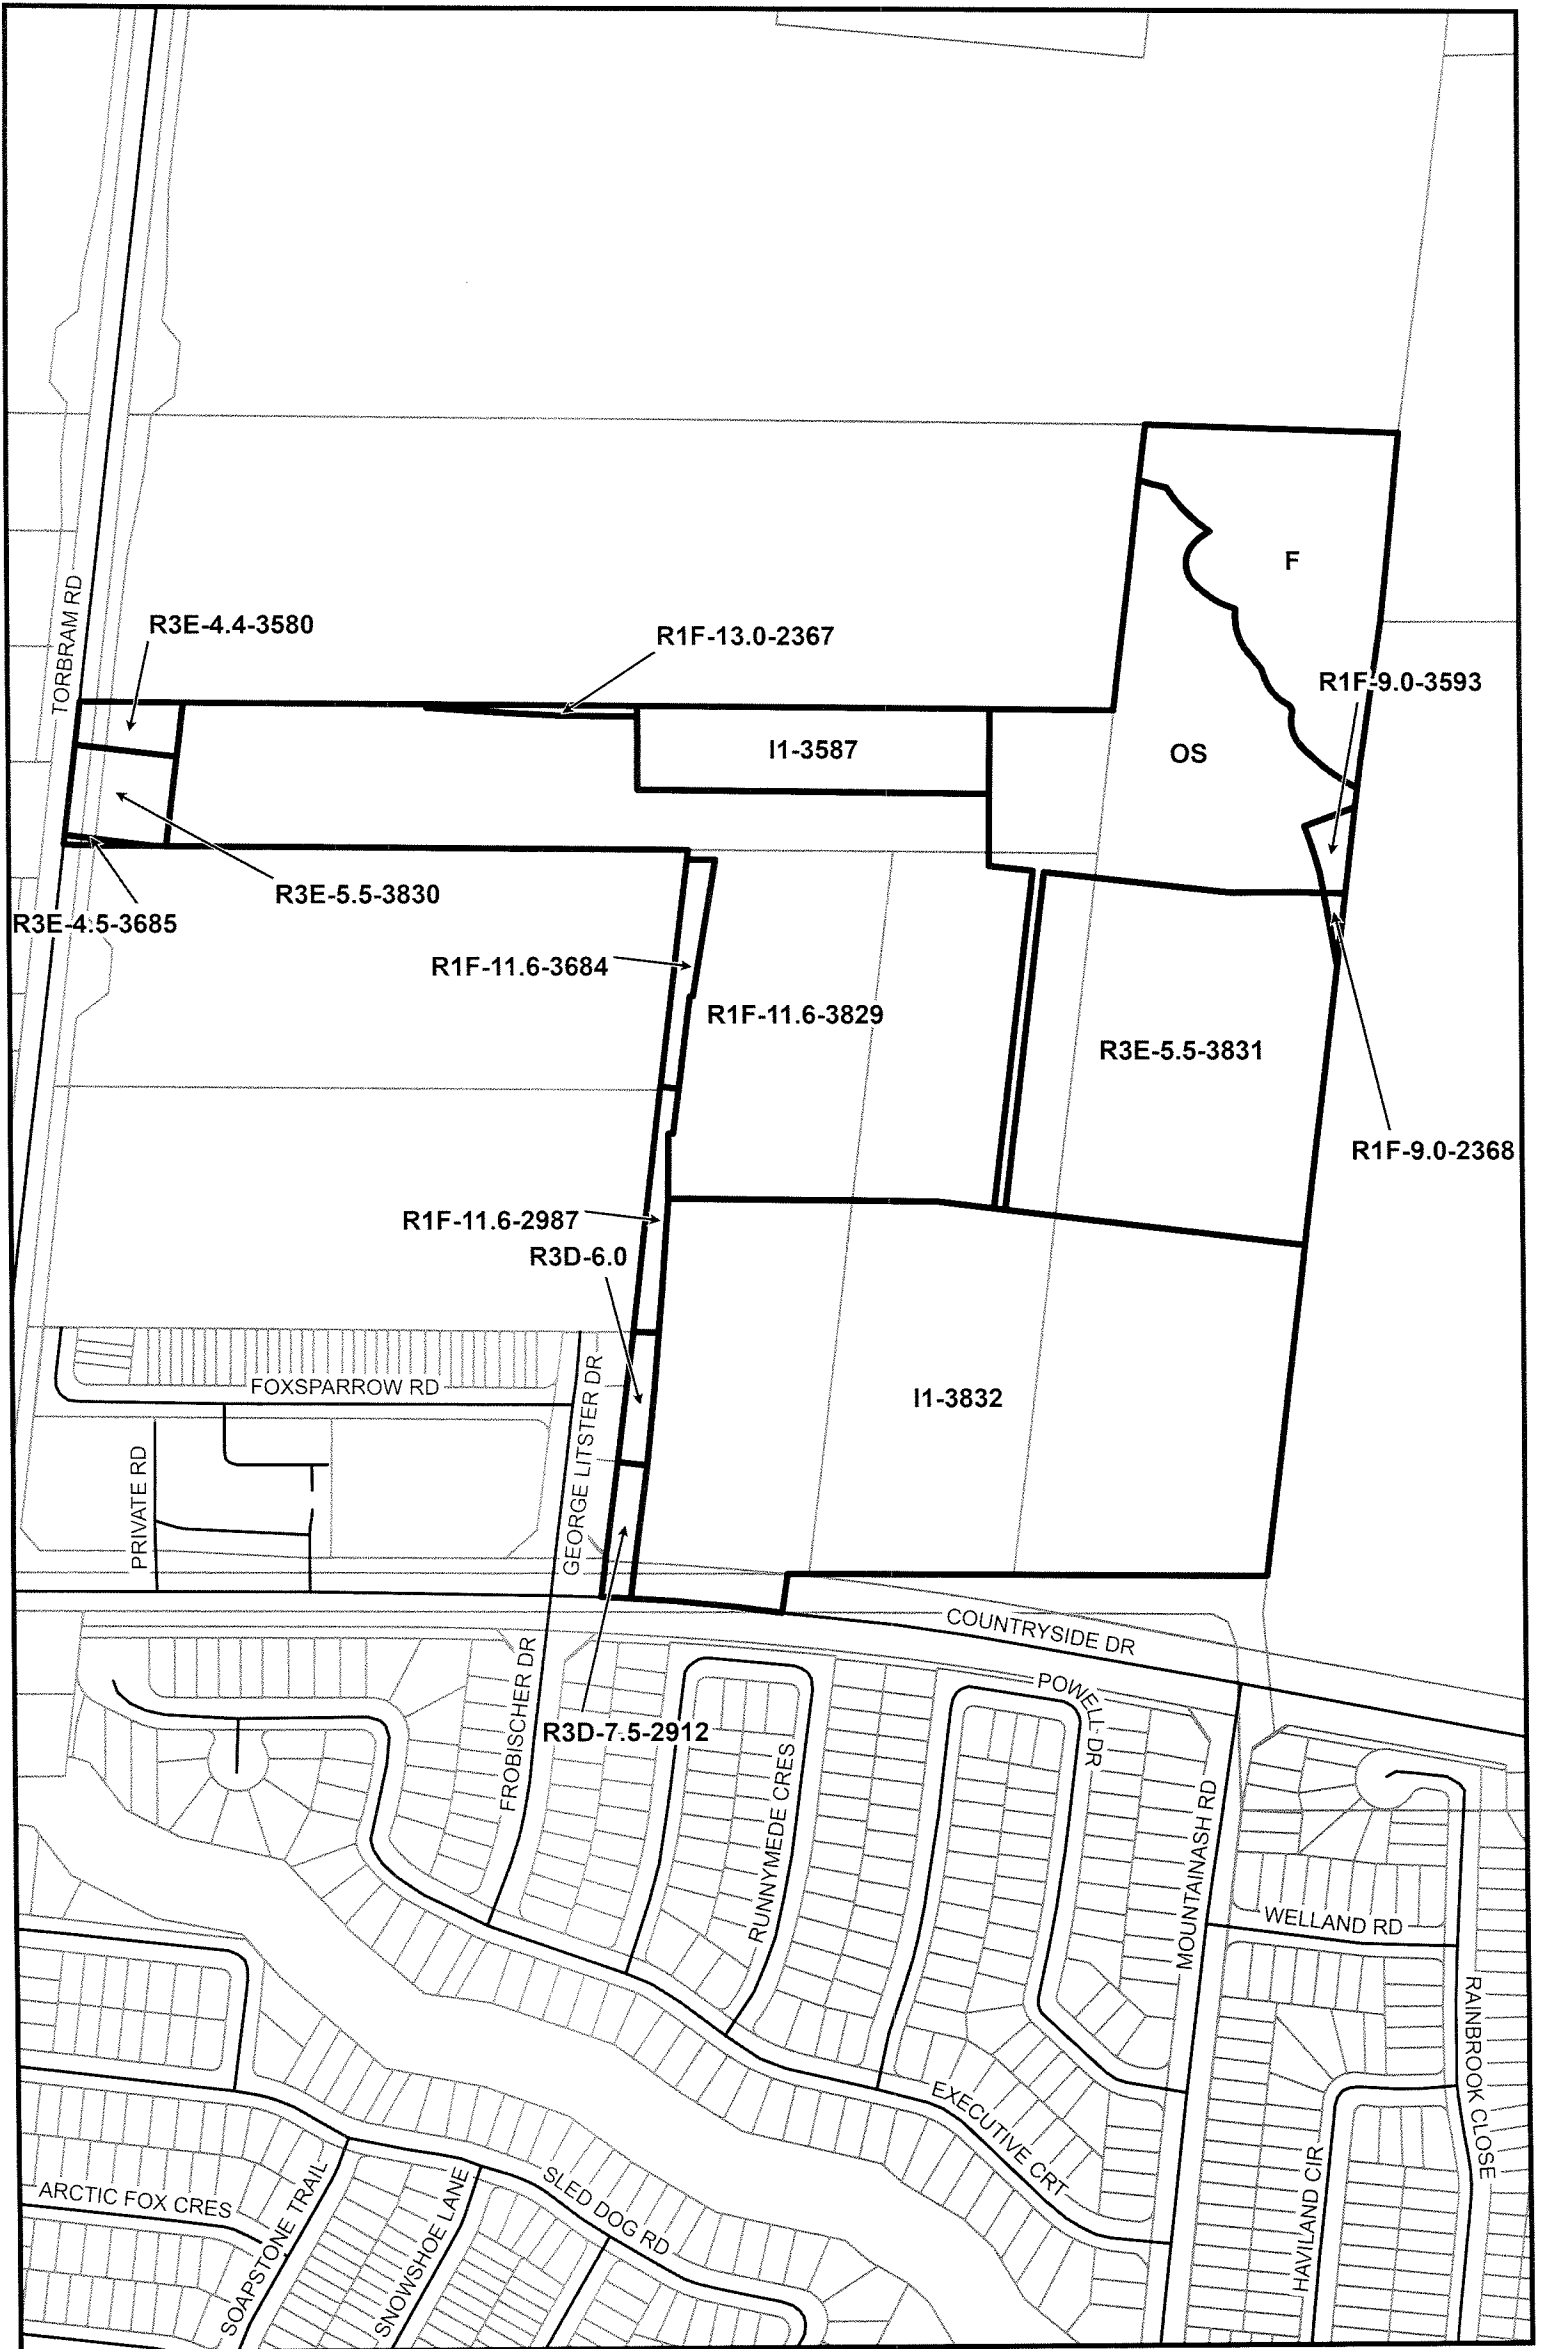 F
TORBRAM RD
R3E-4.4-3580
R1F-13.0-2367
R1F-9.0-3593
I1-3587
OS
R3E-5.5-3830
R3E-4.5-3685
R1F-11.6-3684
R1F-11.6-3829
R3E-5.5-3831
R1F-9.0-2368
R1F-11.6-2987
R3D-6.0
FOXSPARROW RD
GEORGE LITSTER DR
I1-3832
PRIVATE RD
COUNTRYSIDE DR
POWELL DR
FROBISCHER DR
R3D-7.5-2912
RUNNYMEDE CRES
MOUNTAINASH RD
WELLAND RD
RAINBROOK CLOSE
EXECUTIVE CRT
HAVILAND CIR
ARCTIC FOX CRES
SOAPSTONE TRAIL
SNOWSHOE LANE
SLED DOG RD